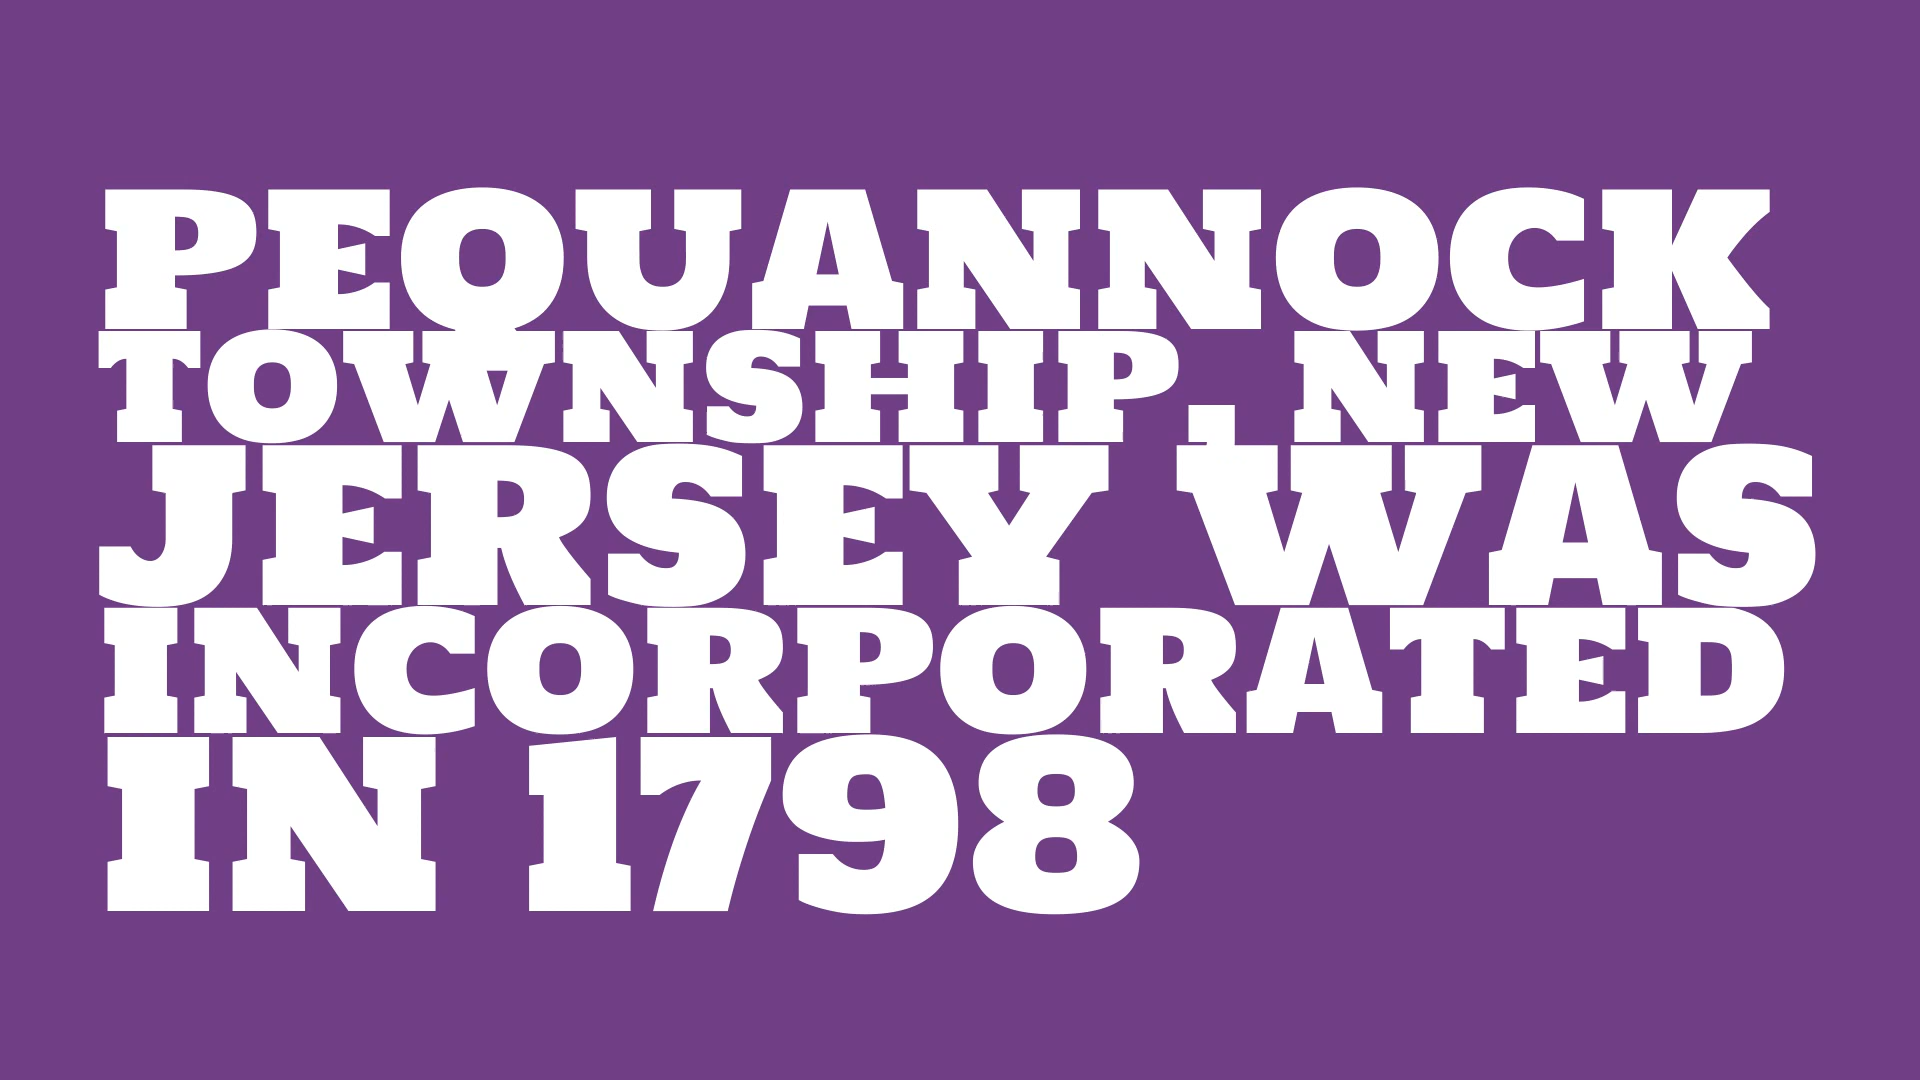 PEQUANNOCK
TOWNSHIP, NEW
JERSEY WAS
INCORPORATED
IN 1798